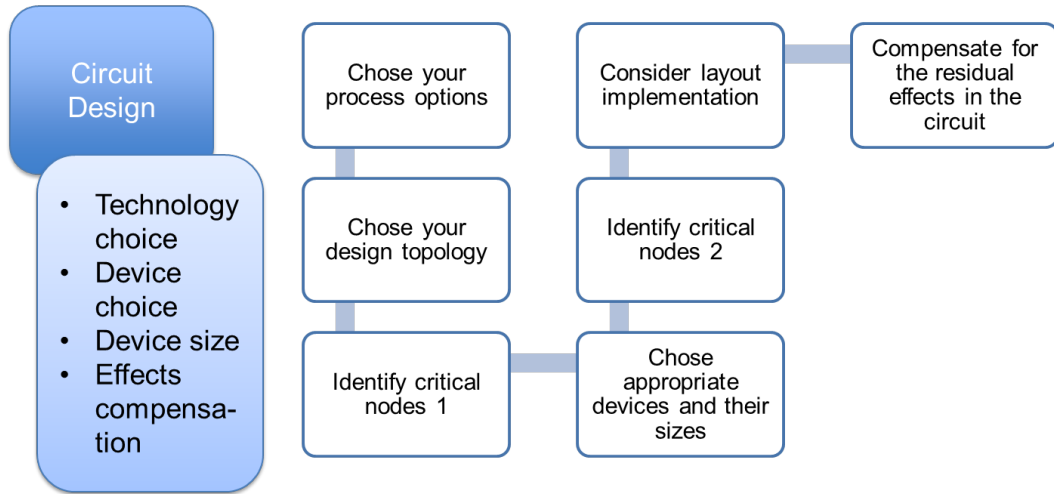 Circuit
Design
• Technology
choice
• Device
choice
• Device size
• Effects
compensa-
tion
Chose your
process options
Chose your
design topology
Identify critical
nodes 1
Chose
appropriate
devices and their
sizes
Identify critical
nodes 2
Consider layout
implementation
Compensate for
the residual
effects in the
circuit